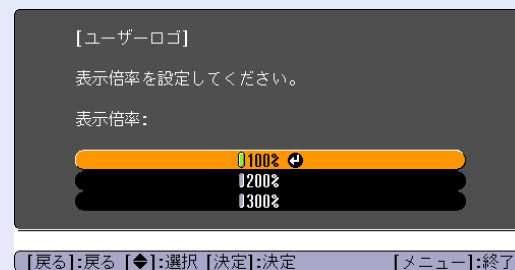 [ユーザーロゴ]
表示倍率を設定してください。
表示倍率:
100%
200%
300%
[戻る]:戻る [◆]:選択 [決定]:決定 [メニュー]:終了